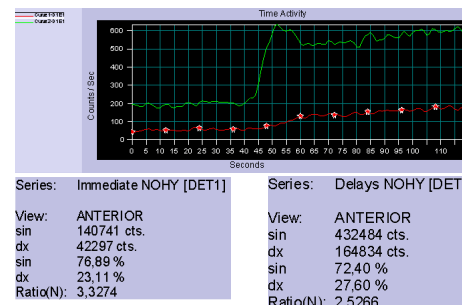 Time Activity
600
500
400
300
200
100
0
Counts / Sec
0 5 10 15 20 25 30 35 40 45 50 55 60 65 70 75 80 85 90 95 100 110
Seconds
Series: Immediate NOHY [DET1]
View: ANTERIOR
sin 140741 cts.
dx 42297 cts.
sin 76,89 %
dx 23,11 %
Ratio(N): 3,3274
Series: Delays NOHY [DET
View: ANTERIOR
sin 432484 cts.
dx 164834 cts.
sin 72,40 %
dx 27,60 %
Ratio(N): 2,5266